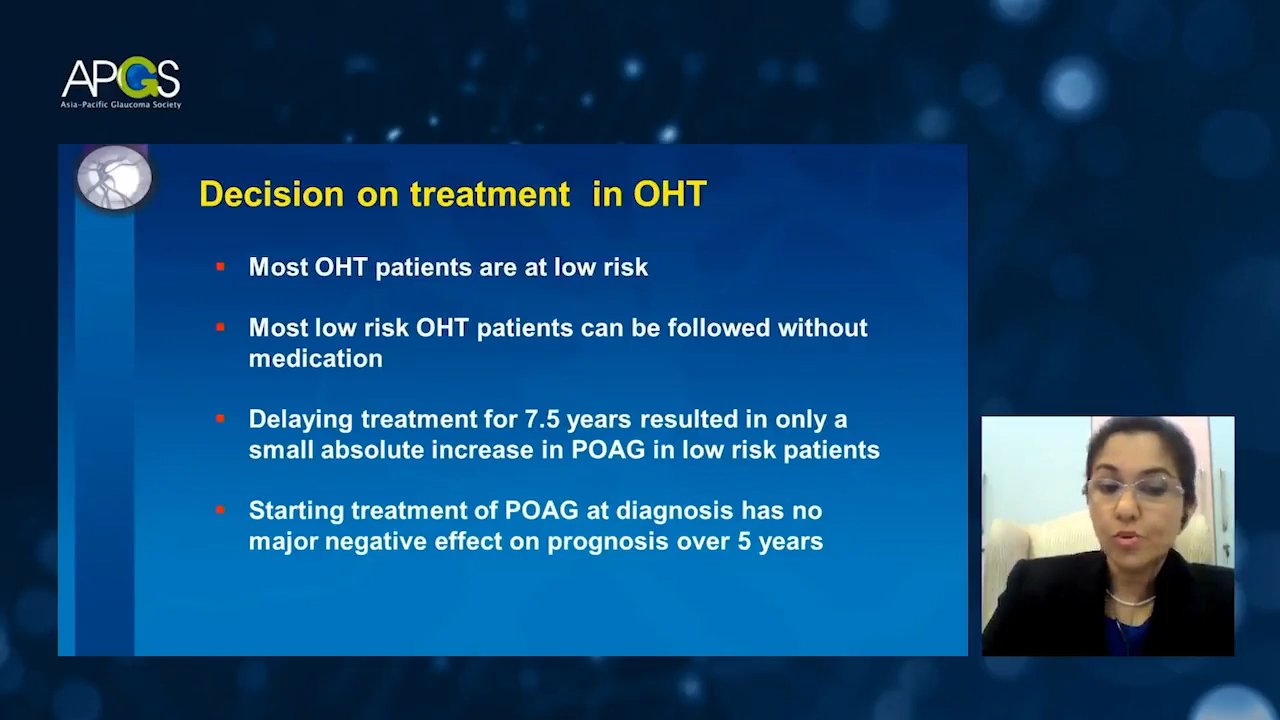 APGS
Asia-Pacific Glaucoma Society
Decision on treatment in OHT
Most OHT patients are at low risk
Most low risk OHT patients can be followed without
medication
Delaying treatment for 7.5 years resulted in only a
small absolute increase in POAG in low risk patients
Starting treatment of POAG at diagnosis has no
major negative effect on prognosis over 5 years